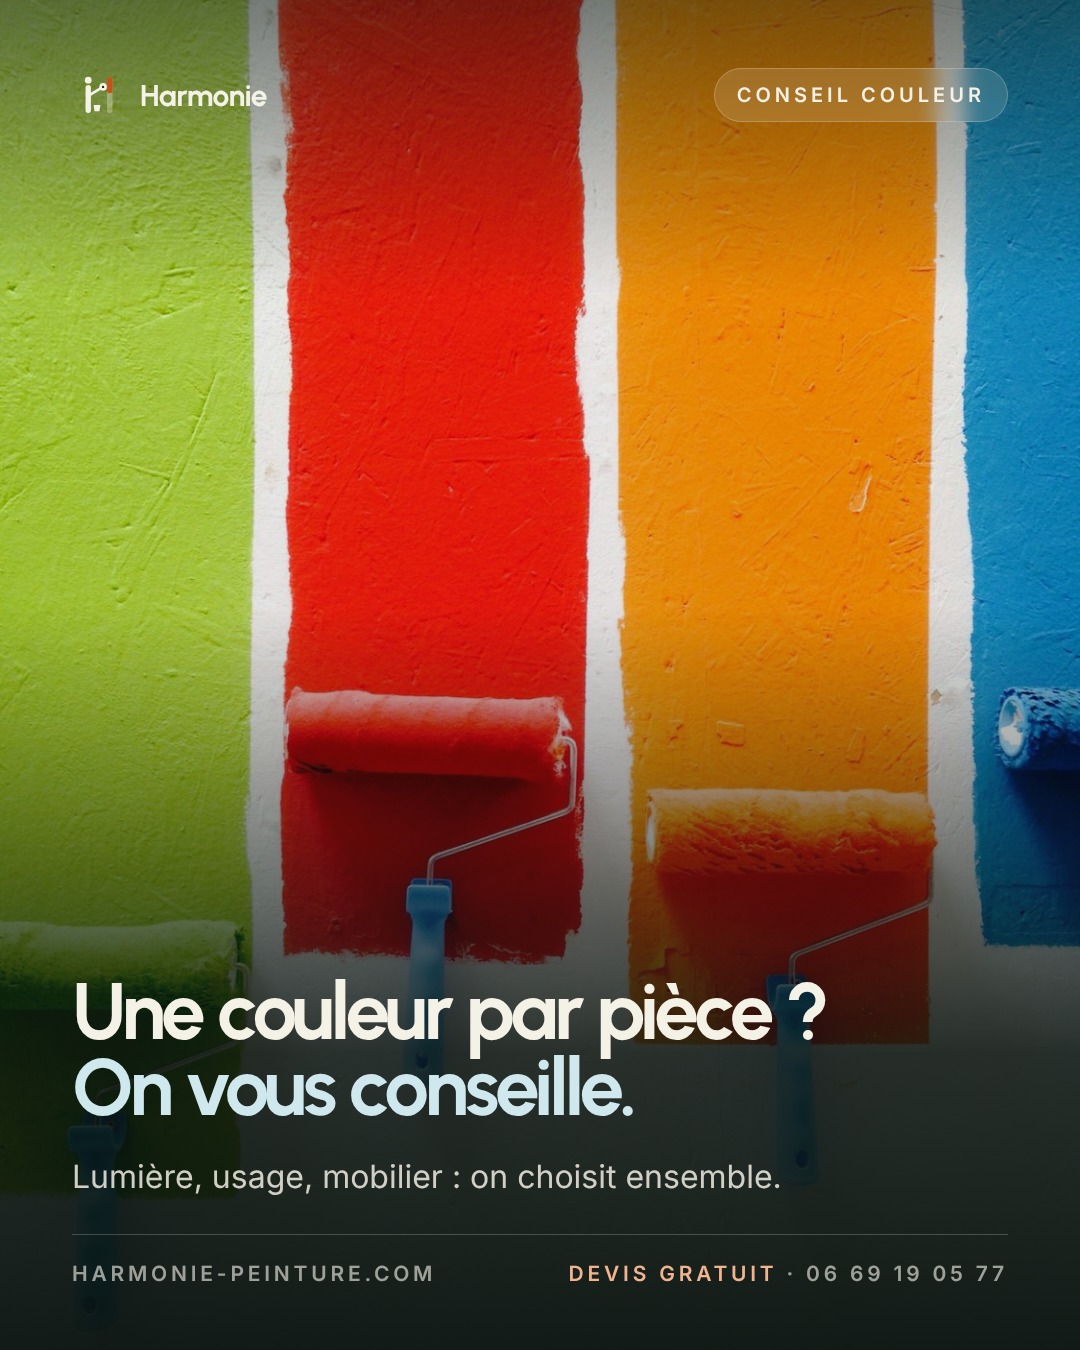 Harmonie
CONSEIL COULEUR
Une couleur par pièce ?
On vous conseille.
Lumière, usage, mobilier : on choisit ensemble.
HARMONIE-PEINTURE.COM
DEVIS GRATUIT · 06 69 19 05 77